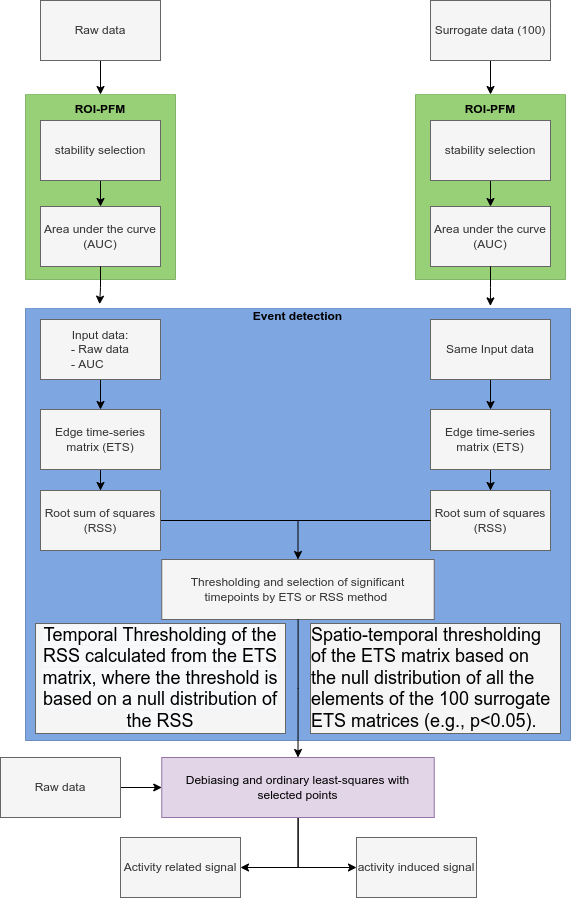 Raw data
Surrogate data (100)
ROI-PFM
ROI-PFM
stability selection
stability selection
Area under the curve
(AUC)
Area under the curve
(AUC)
Event detection
Input data:
- Raw data
- AUC
Same Input data
Edge time-series
matrix (ETS)
Edge time-series
matrix (ETS)
Root sum of squares
(RSS)
Root sum of squares
(RSS)
Thresholding and selection of significant
timepoints by ETS or RSS method
Temporal Thresholding of the
RSS calculated from the ETS
matrix, where the threshold is
based on a null distribution of
the RSS
Spatio-temporal thresholding
of the ETS matrix based on
the null distribution of all the
elements of the 100 surrogate
ETS matrices (e.g., p<0.05).
Raw data
Debiasing and ordinary least-squares with
selected points
Activity related signal
activity induced signal